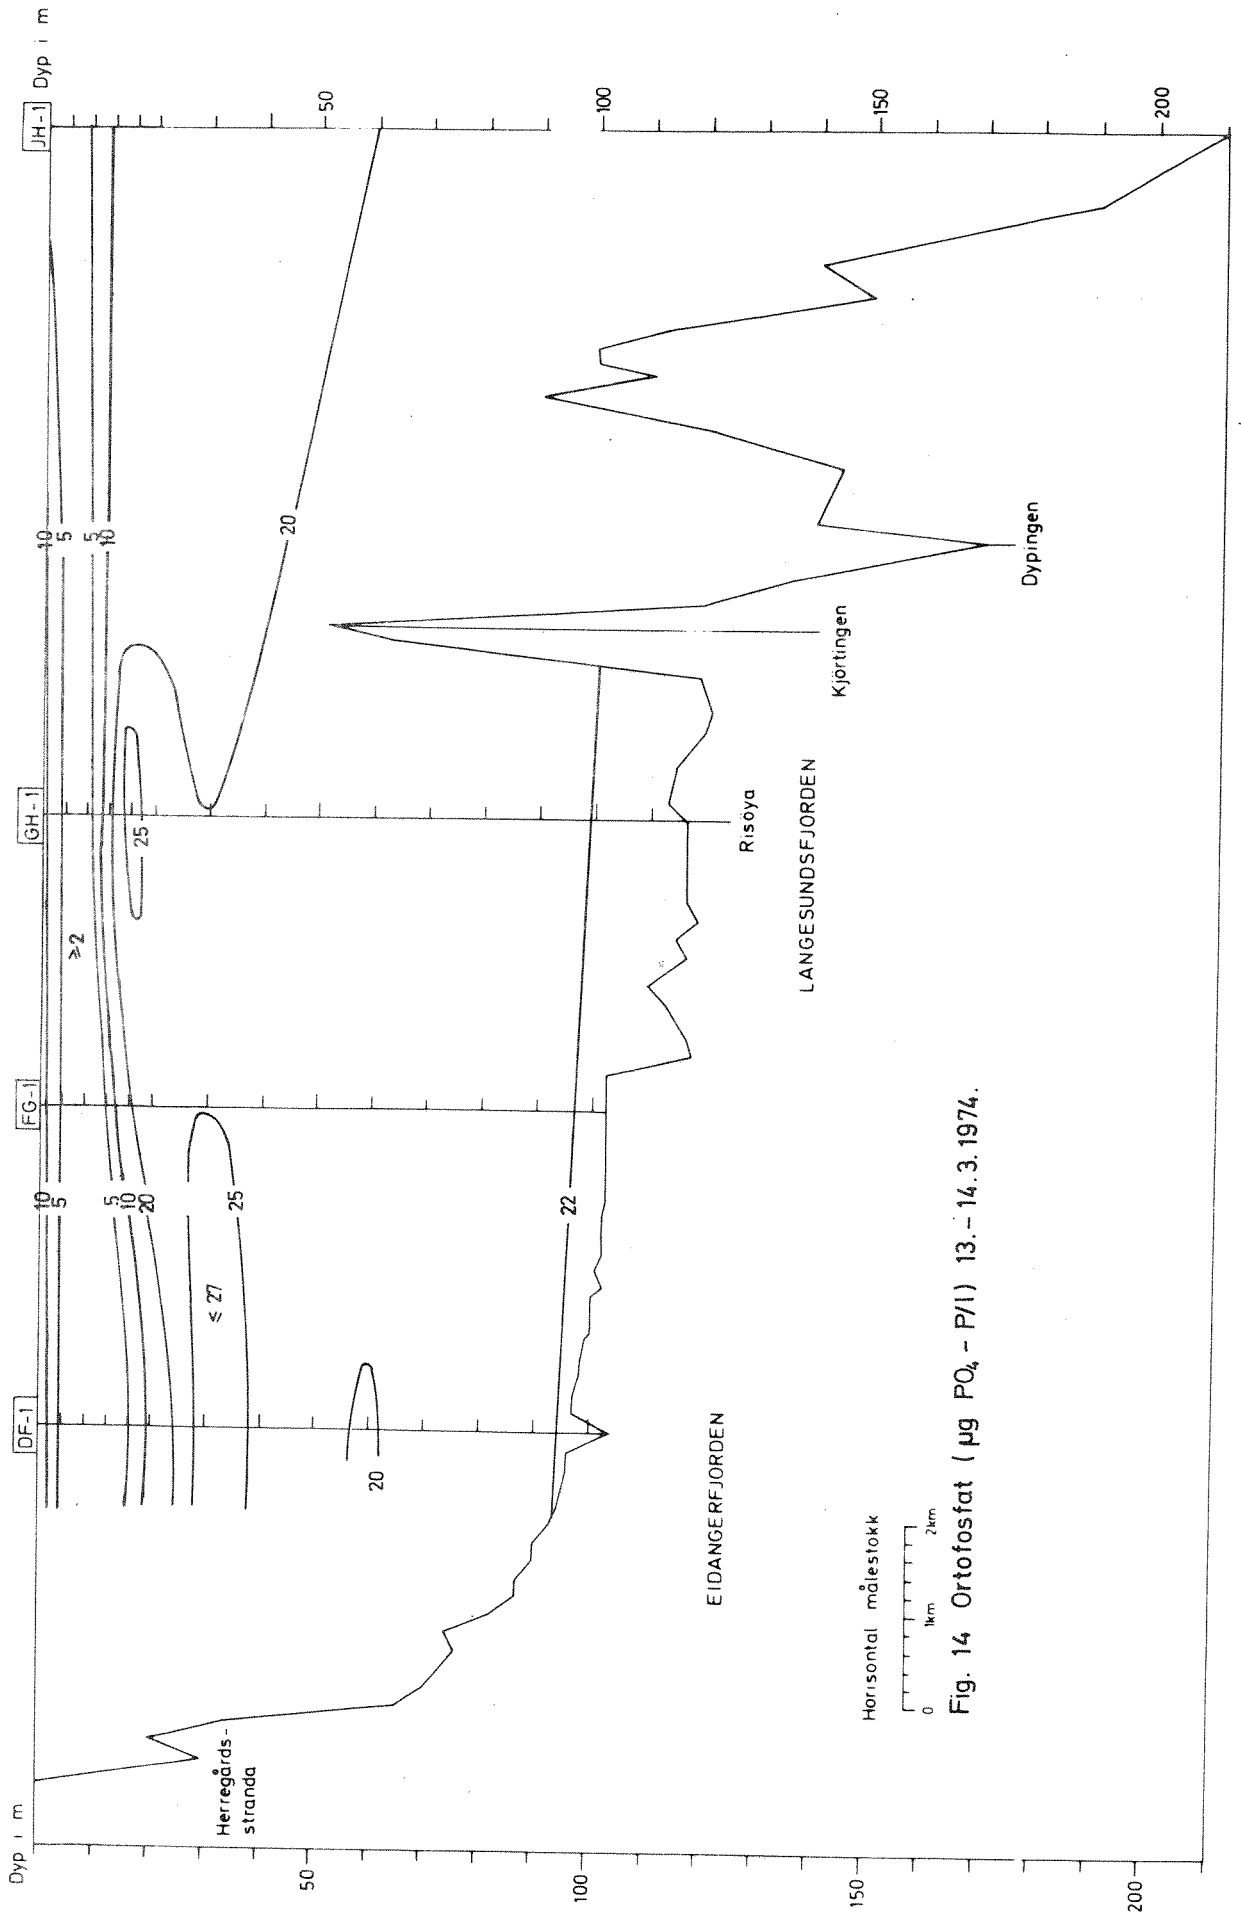 Dyp i m
DF-1
FG-1
GH-1
JH-1
Dyp i m
10
5
5
10
20
≤ 27
25
20
22
≥2
25
10
5
5
10
20
50
100
150
200
50
100
150
200
Herregårds-
stranda
EIDANGERFJORDEN
LANGESUNDSFJORDEN
Risöya
Kjörtingen
Dypingen
Horisontal målestokk
0
1km
2km
Fig. 14 Ortofosfat (µg PO₄ - P/l) 13.-14.3.1974.